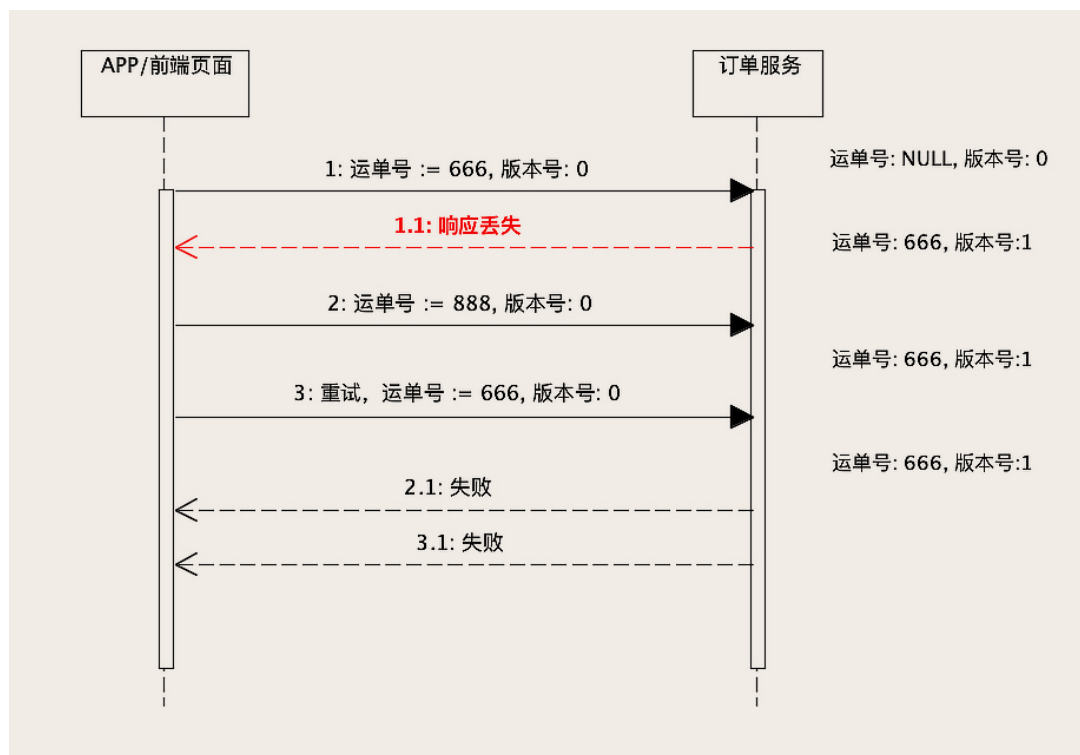 APP/前端页面
订单服务
运单号: NULL, 版本号: 0
1: 运单号 := 666, 版本号: 0
1.1: 响应丢失
运单号: 666, 版本号:1
2: 运单号 := 888, 版本号: 0
运单号: 666, 版本号:1
3: 重试，运单号 := 666, 版本号: 0
运单号: 666, 版本号:1
2.1: 失败
3.1: 失败